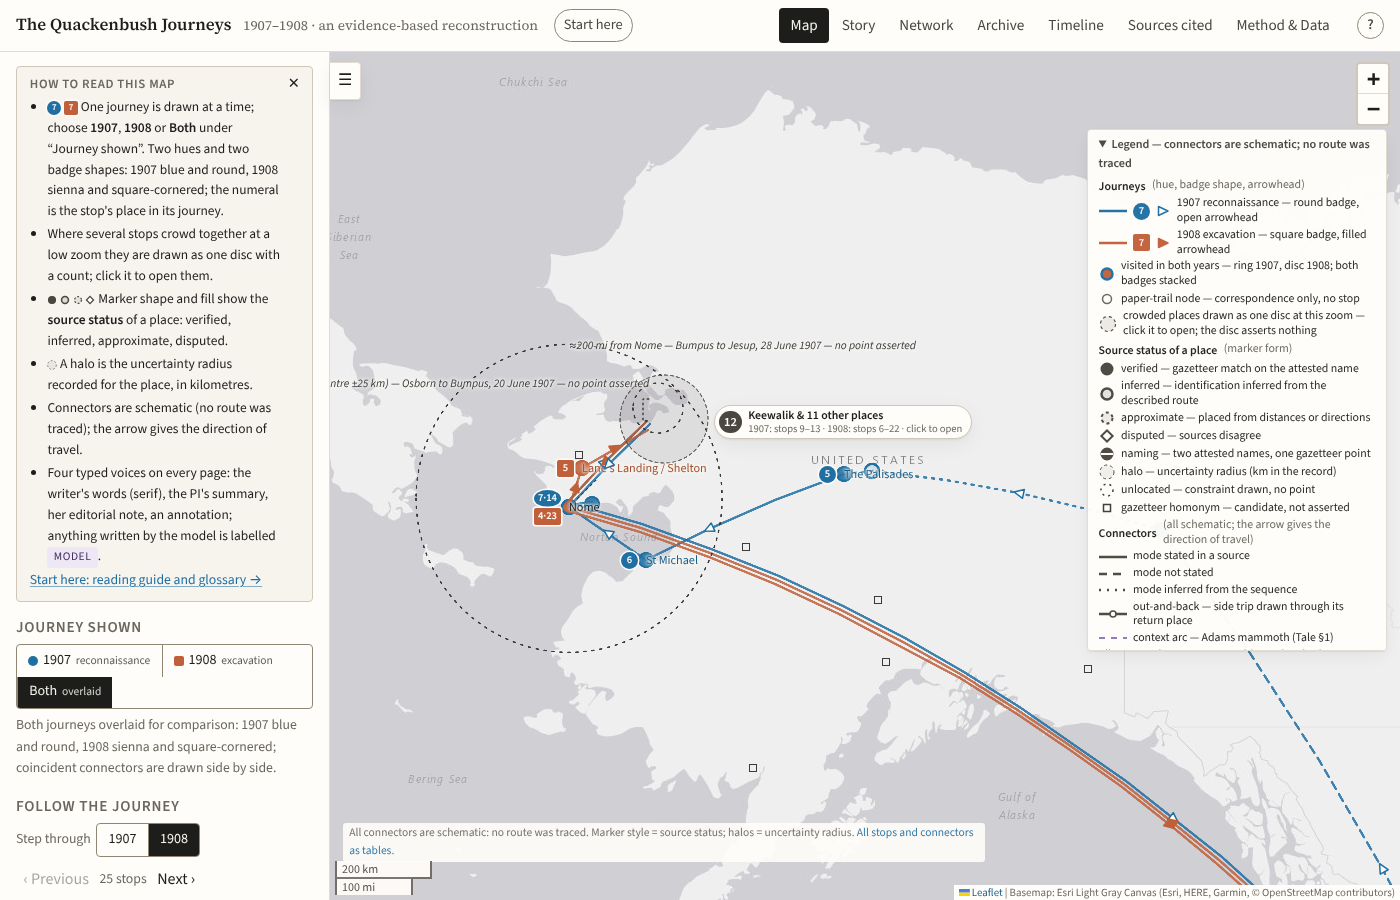 The Quackenbush Journeys 1907–1908 · an evidence-based reconstruction Start here Map Story Network Archive Timeline Sources cited Method & Data ?
HOW TO READ THIS MAP ✕
7 7 One journey is drawn at a time;
choose 1907, 1908 or Both under
“Journey shown”. Two hues and two
badge shapes: 1907 blue and round, 1908
sienna and square-cornered; the numeral
is the stop's place in its journey.
Where several stops crowd together at a
low zoom they are drawn as one disc with
a count; click it to open them.
Marker shape and fill show the
source status of a place: verified,
inferred, approximate, disputed.
A halo is the uncertainty radius
recorded for the place, in kilometres.
Connectors are schematic (no route was
traced); the arrow gives the direction of
travel.
Four typed voices on every page: the
writer's words (serif), the PI's summary,
her editorial note, an annotation;
anything written by the model is labelled
MODEL .
Start here: reading guide and glossary →
JOURNEY SHOWN
1907 reconnaissance 1908 excavation
Both overlaid
Both journeys overlaid for comparison: 1907 blue
and round, 1908 sienna and square-cornered;
coincident connectors are drawn side by side.
FOLLOW THE JOURNEY
Step through 1907 1908
‹ Previous 25 stops Next ›
☰
Chukchi Sea
East
Siberian
Sea
≈200 mi from Nome — Bumpus to Jesup, 28 June 1907 — no point asserted
ntre ±25 km) — Osborn to Bumpus, 20 June 1907 — no point asserted
12 Keewalik & 11 other places
1907: stops 9–13 · 1908: stops 6–22 · click to open
UNITED STATES
5 Lane's Landing / Shelton
5 The Palisades
7·14
4·23
Nome
Norton Sound
6 St Michael
Bering Sea
Gulf of
Alaska
All connectors are schematic: no route was traced. Marker style = source status; halos = uncertainty radius. All stops and connectors
as tables.
200 km
100 mi
+
−
▼ Legend — connectors are schematic; no route was
traced
Journeys (hue, badge shape, arrowhead)
7 1907 reconnaissance — round badge,
open arrowhead
7 1908 excavation — square badge, filled
arrowhead
visited in both years — ring 1907, disc 1908; both
badges stacked
paper-trail node — correspondence only, no stop
crowded places drawn as one disc at this zoom —
click it to open; the disc asserts nothing
Source status of a place (marker form)
verified — gazetteer match on the attested name
inferred — identification inferred from the
described route
approximate — placed from distances or directions
disputed — sources disagree
naming — two attested names, one gazetteer point
halo — uncertainty radius (km in the record)
unlocated — constraint drawn, no point
gazetteer homonym — candidate, not asserted
Connectors (all schematic; the arrow gives the
direction of travel)
mode stated in a source
mode not stated
mode inferred from the sequence
out-and-back — side trip drawn through its
return place
context arc — Adams mammoth (Tale §1)
Leaflet | Basemap: Esri Light Gray Canvas (Esri, HERE, Garmin, © OpenStreetMap contributors)